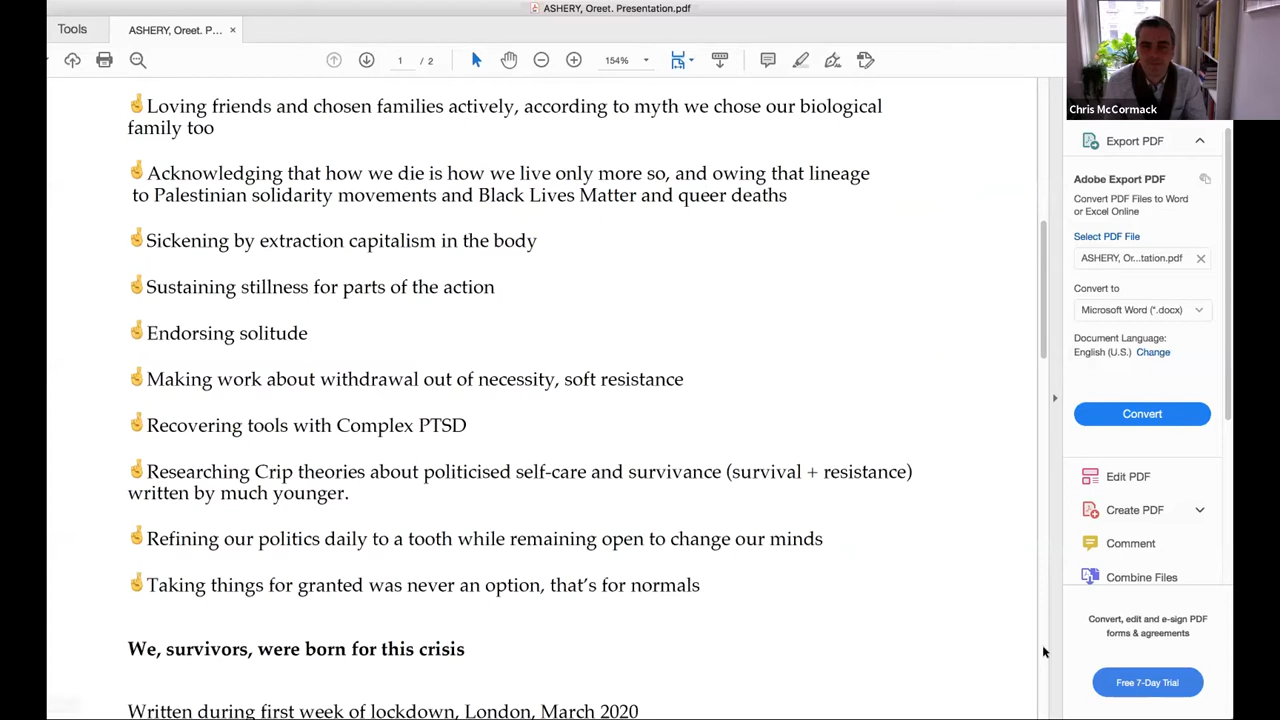 ASHERY, Oreet. Presentation.pdf
Tools
ASHERY, Oreet. P... ×
1 / 2
154%
Chris McCormack
🤞Loving friends and chosen families actively, according to myth we chose our biological
family too
🤞Acknowledging that how we die is how we live only more so, and owing that lineage
to Palestinian solidarity movements and Black Lives Matter and queer deaths
🤞Sickening by extraction capitalism in the body
🤞Sustaining stillness for parts of the action
🤞Endorsing solitude
🤞Making work about withdrawal out of necessity, soft resistance
🤞Recovering tools with Complex PTSD
🤞Researching Crip theories about politicised self-care and survivance (survival + resistance)
written by much younger.
🤞Refining our politics daily to a tooth while remaining open to change our minds
🤞Taking things for granted was never an option, that's for normals
We, survivors, were born for this crisis
Written during first week of lockdown, London, March 2020
Export PDF
Adobe Export PDF
Convert PDF Files to Word
or Excel Online
Select PDF File
ASHERY, Or...tation.pdf ×
Convert to
Microsoft Word (*.docx)
Document Language:
English (U.S.) Change
Convert
Edit PDF
Create PDF
Comment
Combine Files
Convert, edit and e-sign PDF
forms & agreements
Free 7-Day Trial